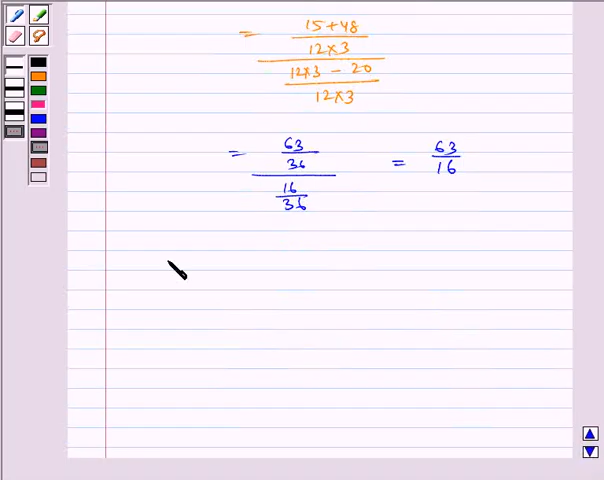 = 15 + 48
12 × 3
12×3 − 20
12 × 3
= 63
36
16
36
= 63
16